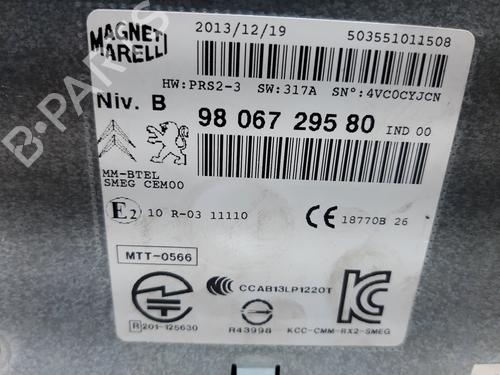 MAGNETI MARELLI
2013/12/19 503551011508
HW:PRS2-3 SW:317A SN°:4VC0CYJCN
Niv. B
98 067 295 80 IND 00
MM-BTEL
SMEG CEM00
E2 10 R-03 11110
CE 18770B 26
MTT-0566
CCAB13LP1220T
R 201-125630
R43998
KCC-CMM-RX2-SMEG